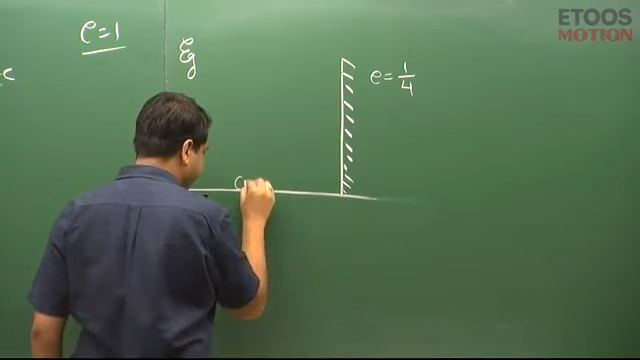 e=1
Eg
e = 1/4
ETOOS
MOTION